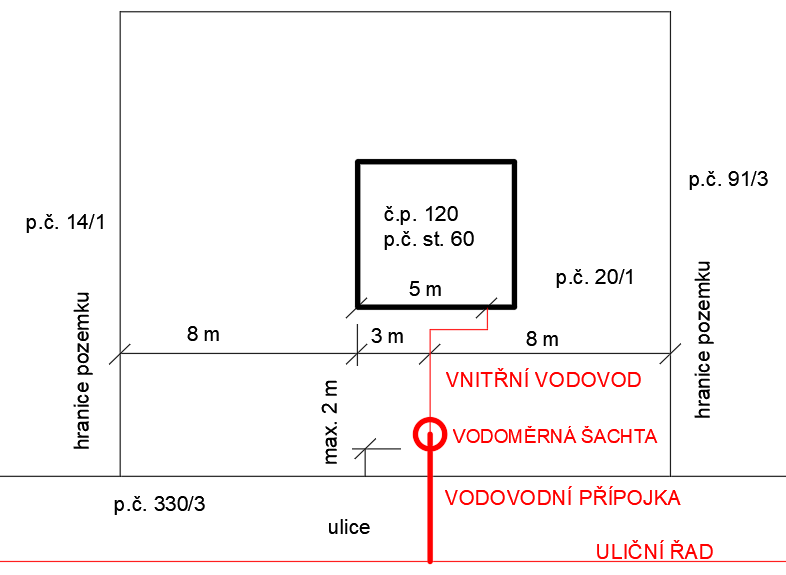 p.č. 91/3
č.p. 120
p.č. st. 60
p.č. 14/1
p.č. 20/1
5 m
hranice pozemku
hranice pozemku
8 m
3 m
8 m
VNITŘNÍ VODOVOD
max. 2 m
VODOMĚRNÁ ŠACHTA
VODOVODNÍ PŘÍPOJKA
p.č. 330/3
ulice
ULIČNÍ ŘAD